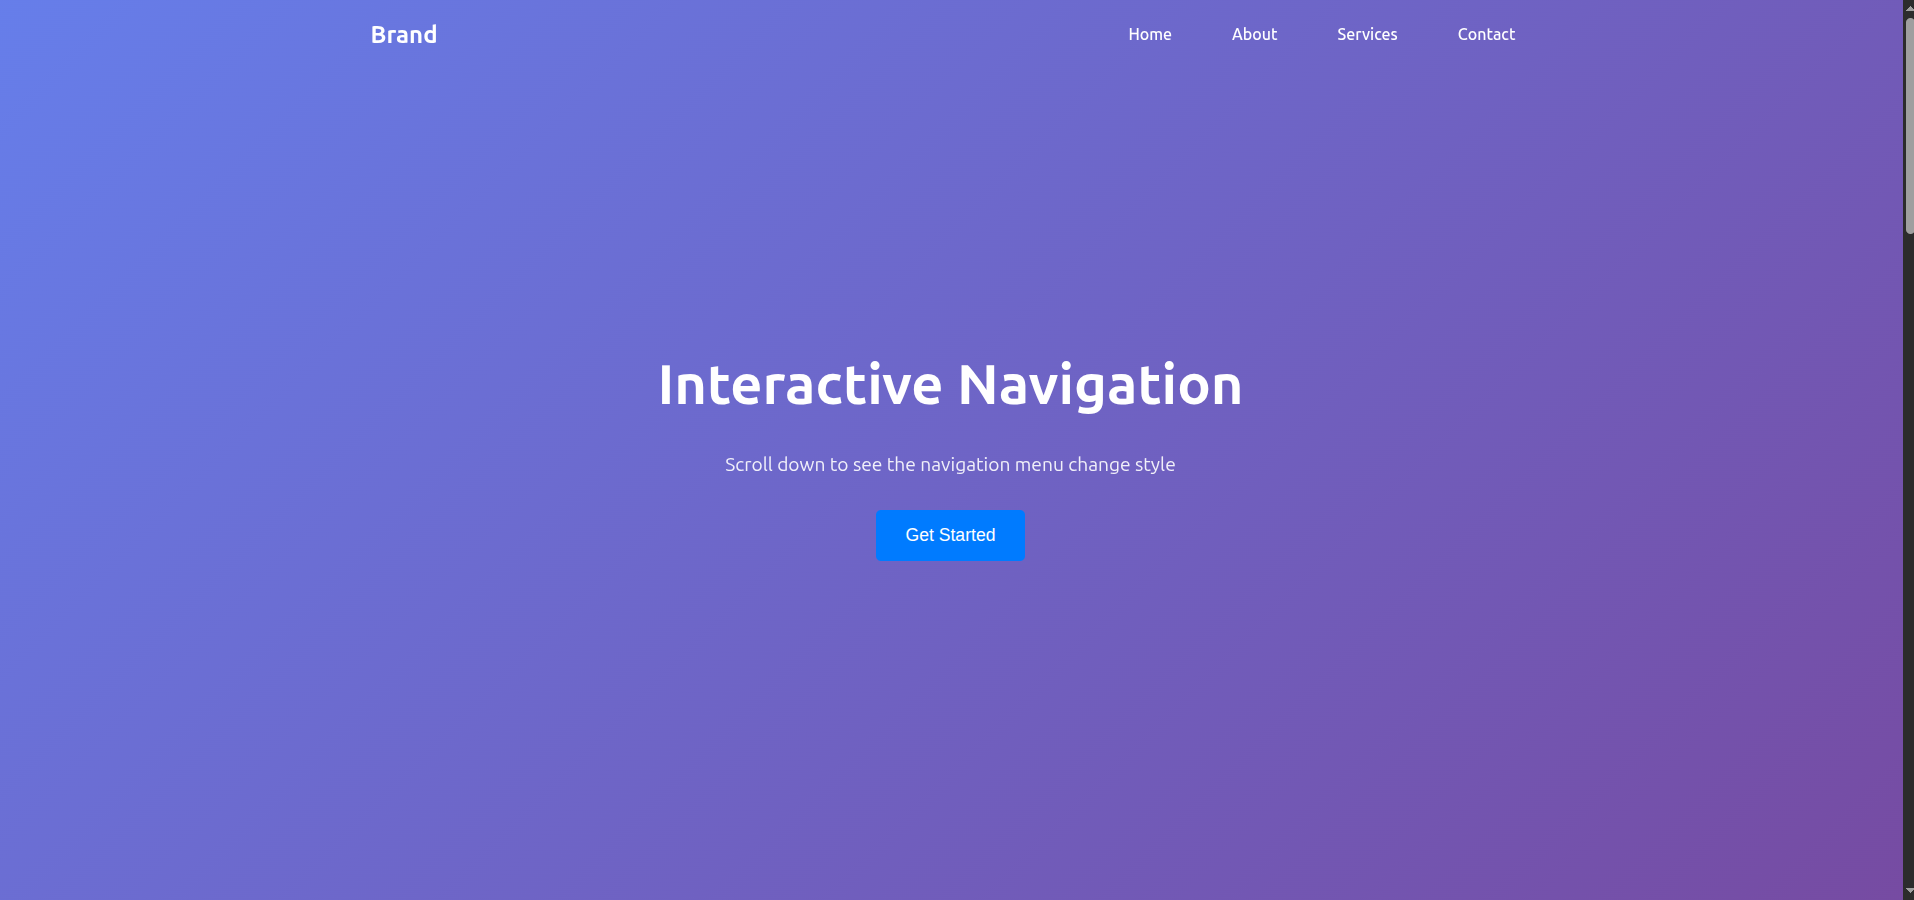 Brand
Home About Services Contact
Interactive Navigation
Scroll down to see the navigation menu change style
Get Started